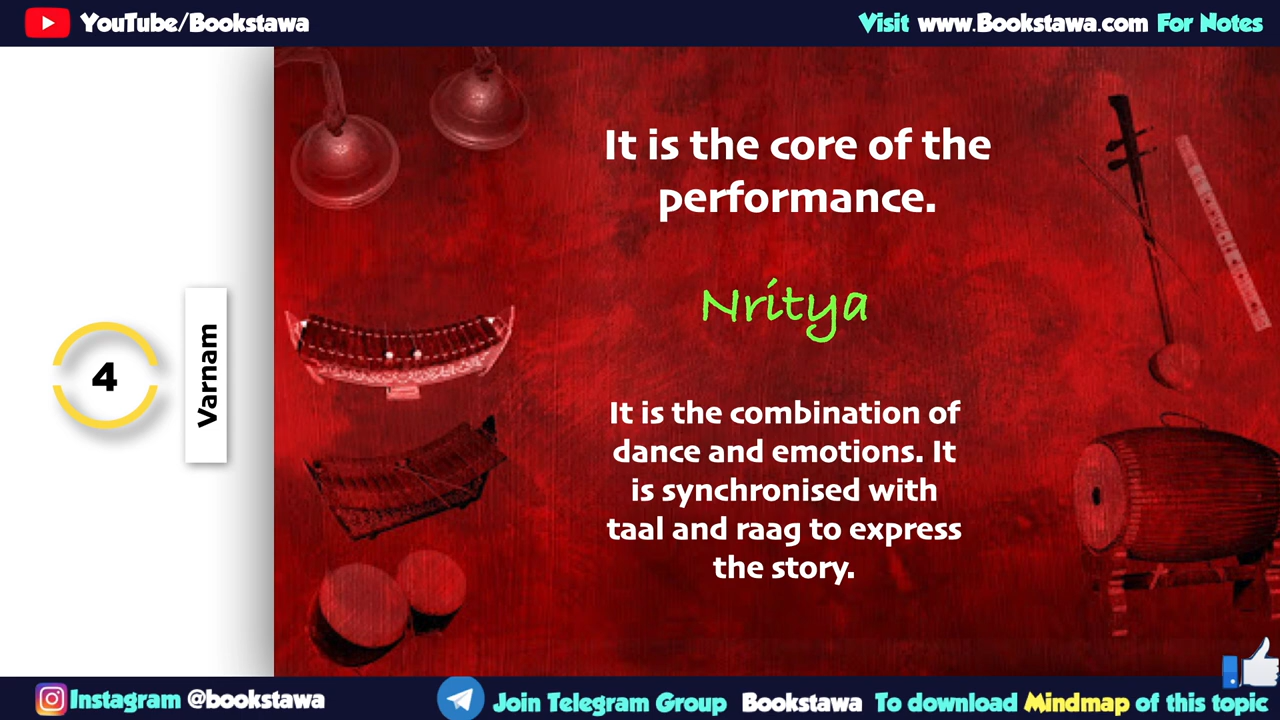 YouTube/Bookstawa
Visit www.Bookstawa.com For Notes
4
Varnam
It is the core of the
performance.
Nritya
It is the combination of
dance and emotions. It
is synchronised with
taal and raag to express
the story.
Instagram @bookstawa
Join Telegram Group Bookstawa To download Mindmap of this topic